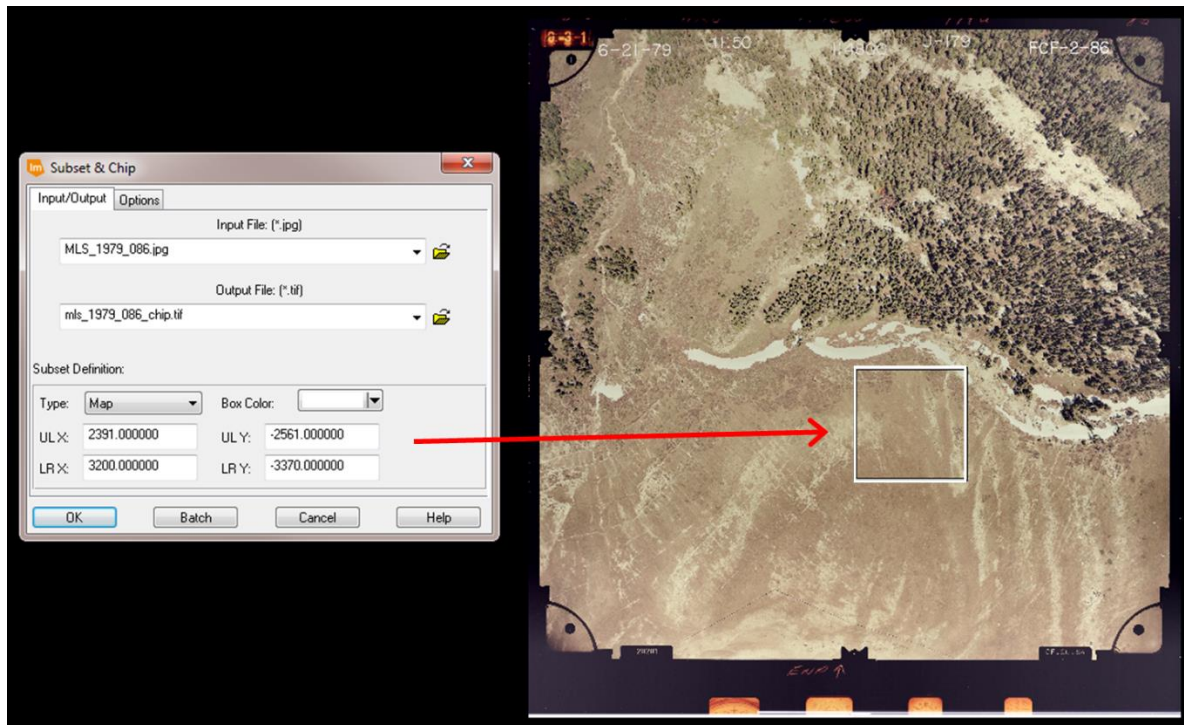 Im Subset & Chip
Input/Output Options
Input File: (*.jpg)
MLS_1979_086.jpg
Output File: (*.tif)
mls_1979_086_chip.tif
Subset Definition:
Type: Map Box Color:
UL X: 2391.000000 UL Y: -2561.000000
LR X: 3200.000000 LR Y: -3370.000000
OK Batch Cancel Help
6-21-79 11:50 J-179 FCF-2-86